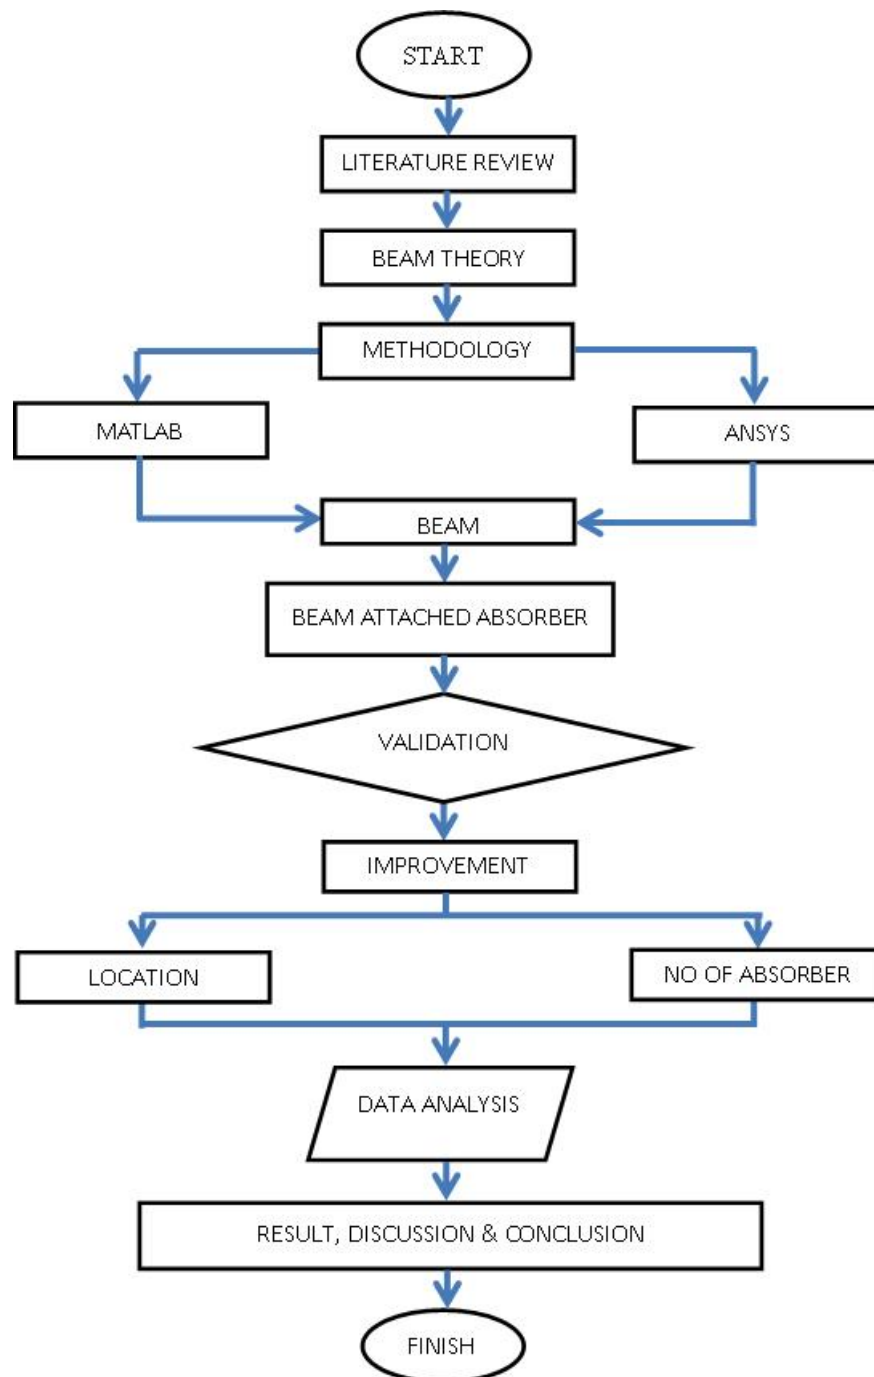 START
LITERATURE REVIEW
BEAM THEORY
METHODOLOGY
MATLAB
ANSYS
BEAM
BEAM ATTACHED ABSORBER
VALIDATION
IMPROVEMENT
LOCATION
NO OF ABSORBER
DATA ANALYSIS
RESULT, DISCUSSION & CONCLUSION
FINISH